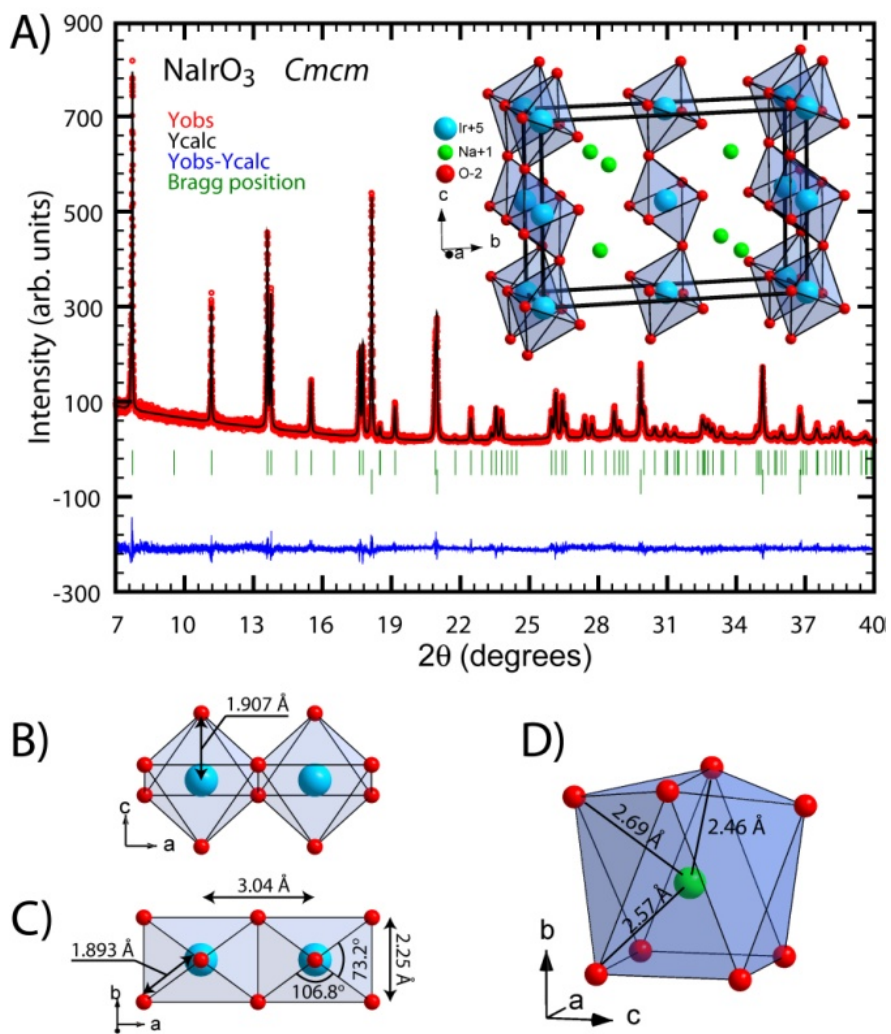 A)
NaIrO3 Cmcm
Yobs
Ycalc
Yobs-Ycalc
Bragg position
Ir+5
Na+1
O-2
c
a
b
Intensity (arb. units)
900
700
500
300
100
-100
-300
7 10 13 16 19 22 25 28 31 34 37 40
2θ (degrees)
B)
1.907 Å
c
a
C)
3.04 Å
1.893 Å
106.8°
73.2°
2.25 Å
b
a
D)
2.69
2.46 Å
2.57 Å
b
a
c